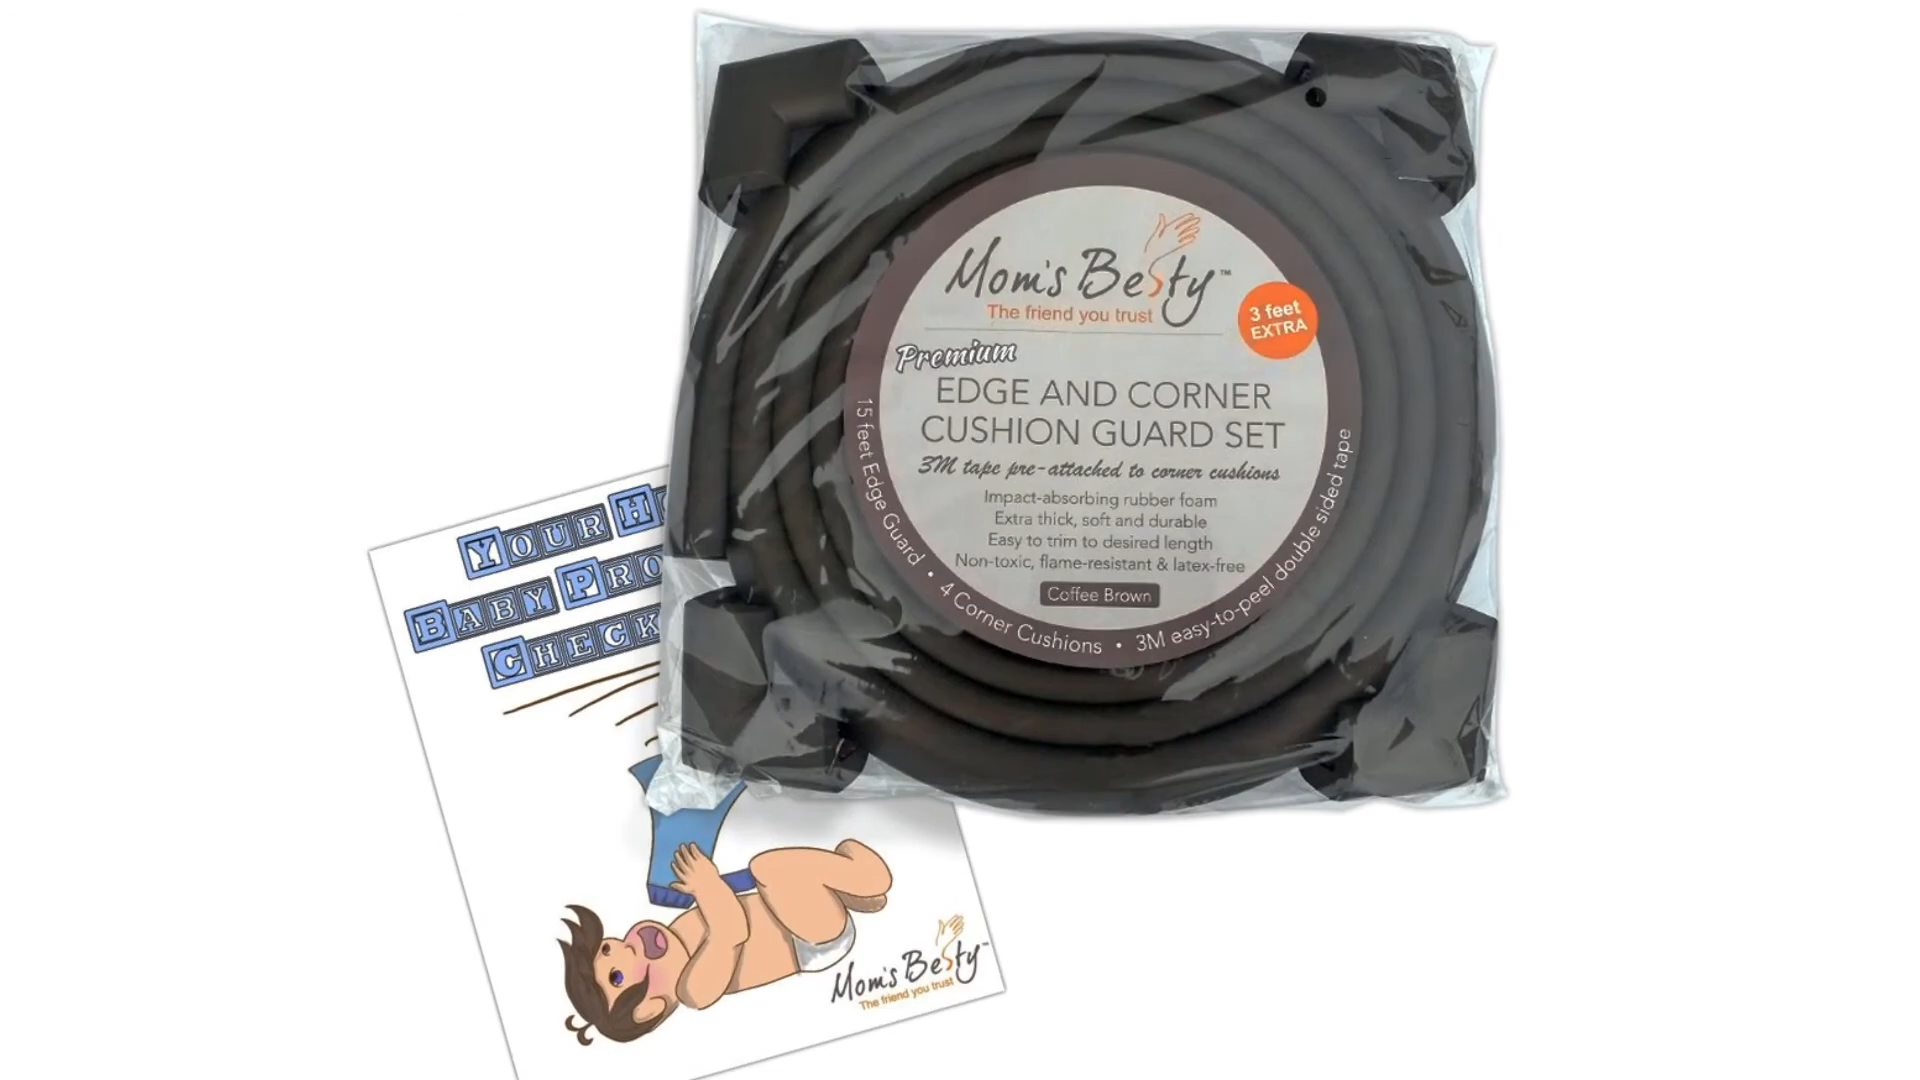 Mom's Besty™
The friend you trust
3 feet
EXTRA
Premium
EDGE AND CORNER
CUSHION GUARD SET
3M tape pre-attached to corner cushions
Impact-absorbing rubber foam
Extra thick, soft and durable
Easy to trim to desired length
Non-toxic, flame-resistant & latex-free
Coffee Brown
15 feet Edge Guard • 4 Corner Cushions • 3M easy-to-peel double sided tape
YOUR
BABY
CHECK
Mom's Besty™
The friend you trust